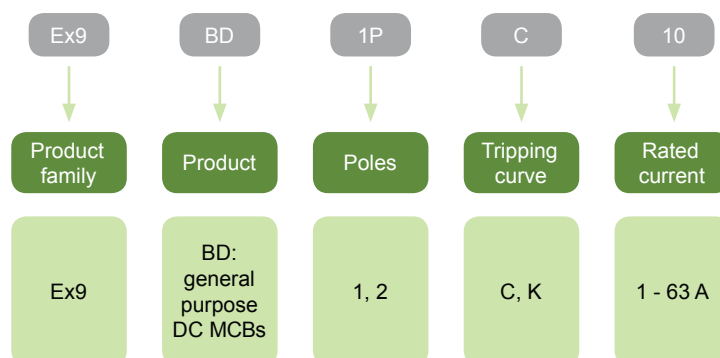 Ex9
BD
1P
C
10
Product
family
Product
Poles
Tripping
curve
Rated
current
Ex9
BD:
general
purpose
DC MCBs
1, 2
C, K
1 - 63 A